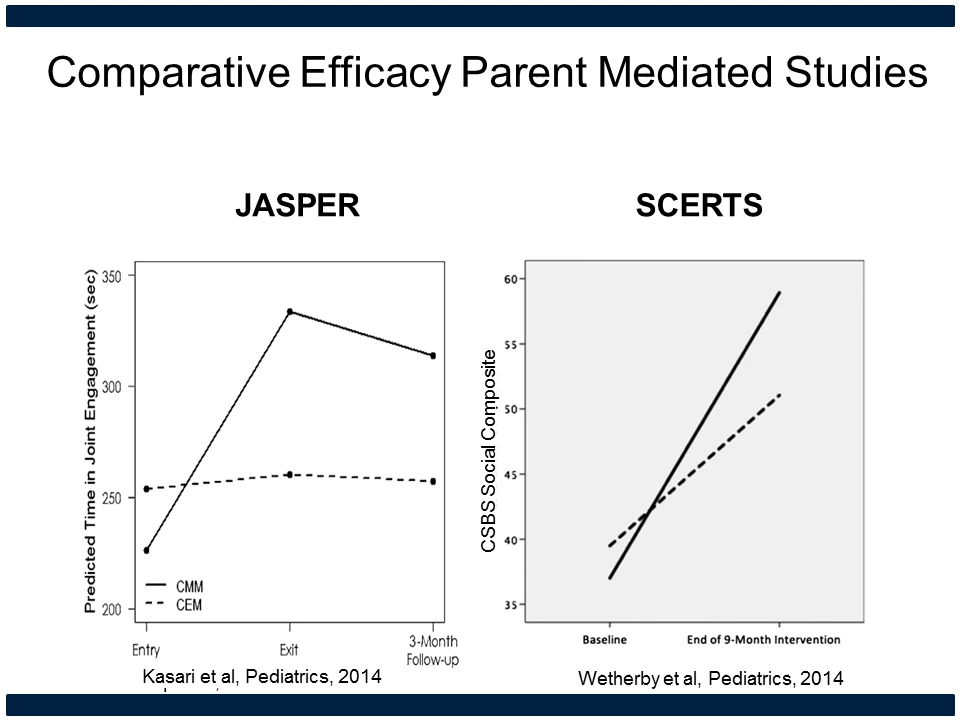 Comparative Efficacy Parent Mediated Studies
JASPER
Predicted Time in Joint Engagement (sec)
350
300
250
200
CMM
CEM
Entry
Exit
3-Month
Follow-up
Kasari et al, Pediatrics, 2014
SCERTS
CSBS Social Composite
60
55
50
45
40
35
Baseline
End of 9-Month Intervention
Wetherby et al, Pediatrics, 2014